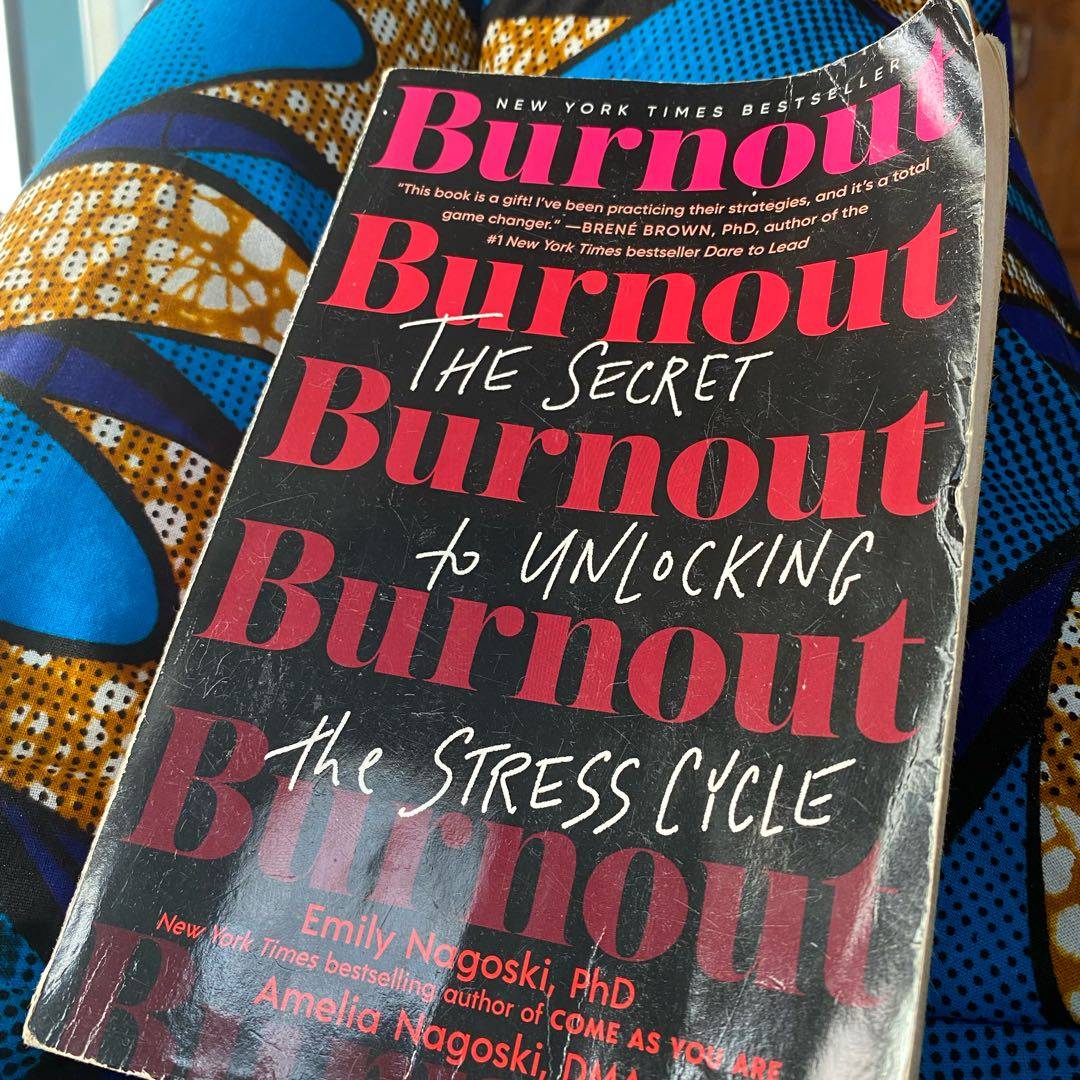 NEW YORK TIMES BESTSELLER
Burnout
“This book is a gift! I’ve been practicing their strategies, and it’s a total
game changer.” —BRENÉ BROWN, PhD, author of the
#1 New York Times bestseller Dare to Lead
Burnout
THE SECRET
Burnout
to UNLOCKING
Burnout
the STRESS CYCLE
Burnout
Emily Nagoski, PhD
New York Times bestselling author of COME AS YOU ARE
Amelia Nagoski, DMA
Burnout